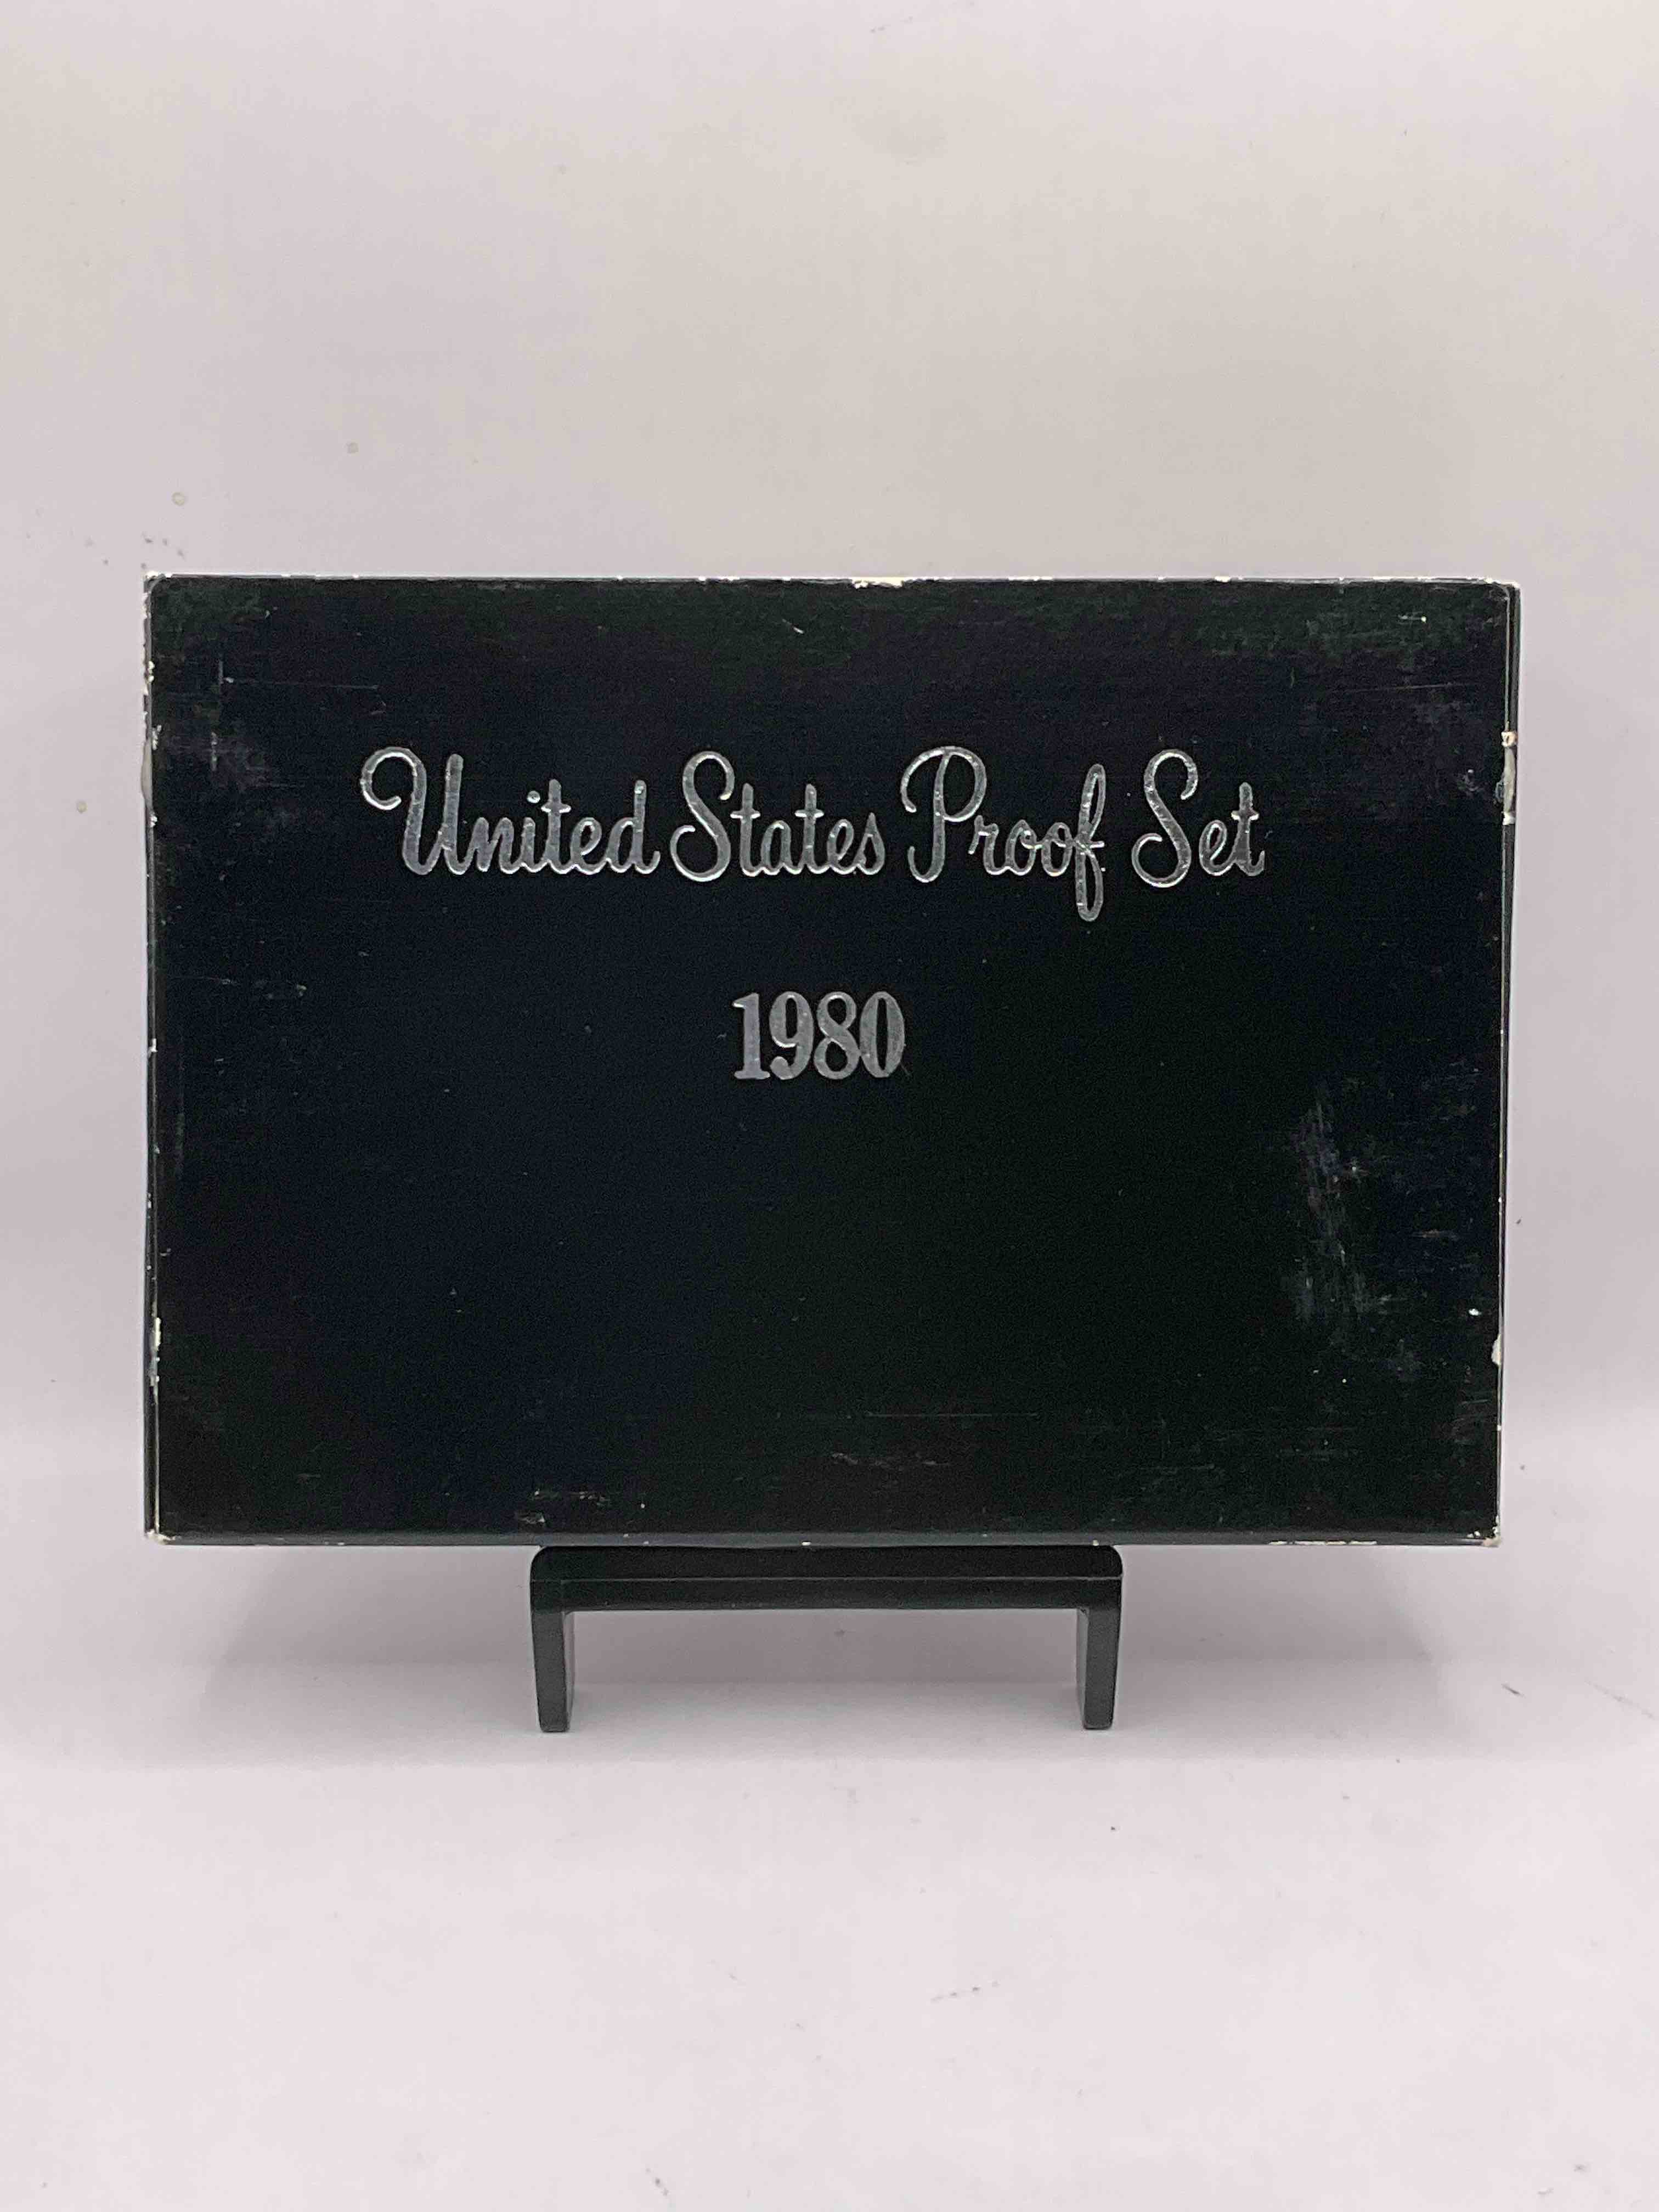 United States Proof Set
1980